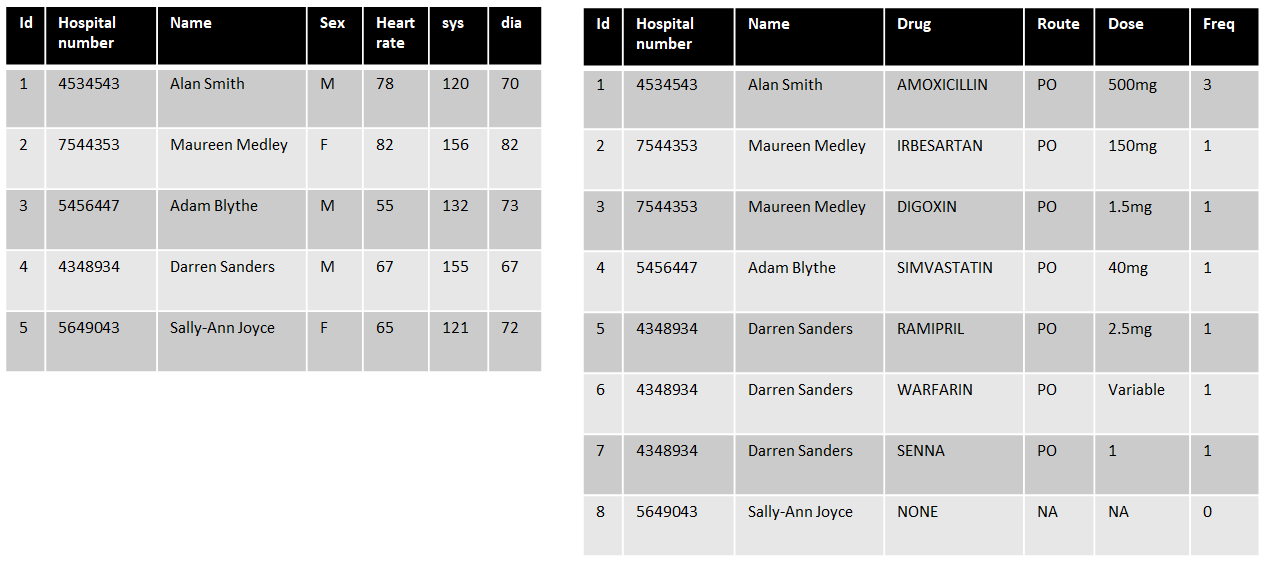 Id Hospital number Name Sex Heart rate sys dia
1 4534543 Alan Smith M 78 120 70
2 7544353 Maureen Medley F 82 156 82
3 5456447 Adam Blythe M 55 132 73
4 4348934 Darren Sanders M 67 155 67
5 5649043 Sally-Ann Joyce F 65 121 72
Id Hospital number Name Drug Route Dose Freq
1 4534543 Alan Smith AMOXICILLIN PO 500mg 3
2 7544353 Maureen Medley IRBESARTAN PO 150mg 1
3 7544353 Maureen Medley DIGOXIN PO 1.5mg 1
4 5456447 Adam Blythe SIMVASTATIN PO 40mg 1
5 4348934 Darren Sanders RAMIPRIL PO 2.5mg 1
6 4348934 Darren Sanders WARFARIN PO Variable 1
7 4348934 Darren Sanders SENNA PO 1 1
8 5649043 Sally-Ann Joyce NONE NA NA 0